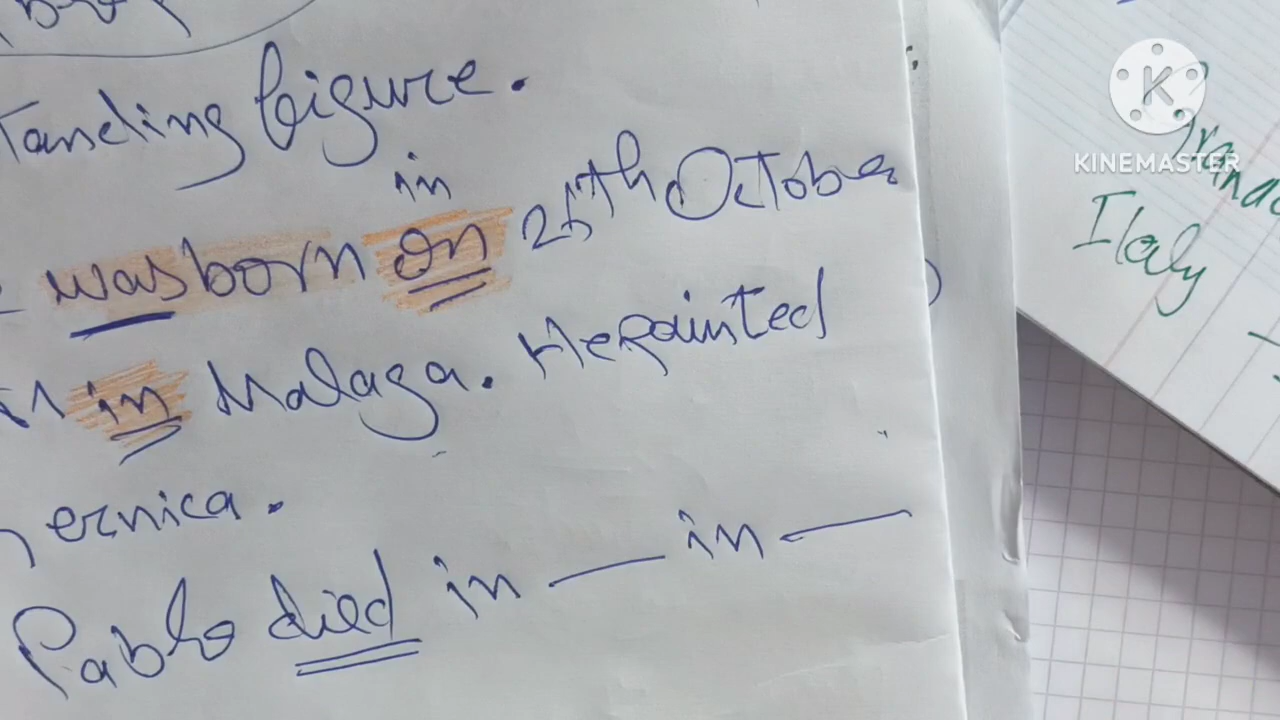 tanding figure.
in
was born on 25th October
in Malaga. He painted
ernica.
Pablo died in — in —
KINEMASTER
Italy